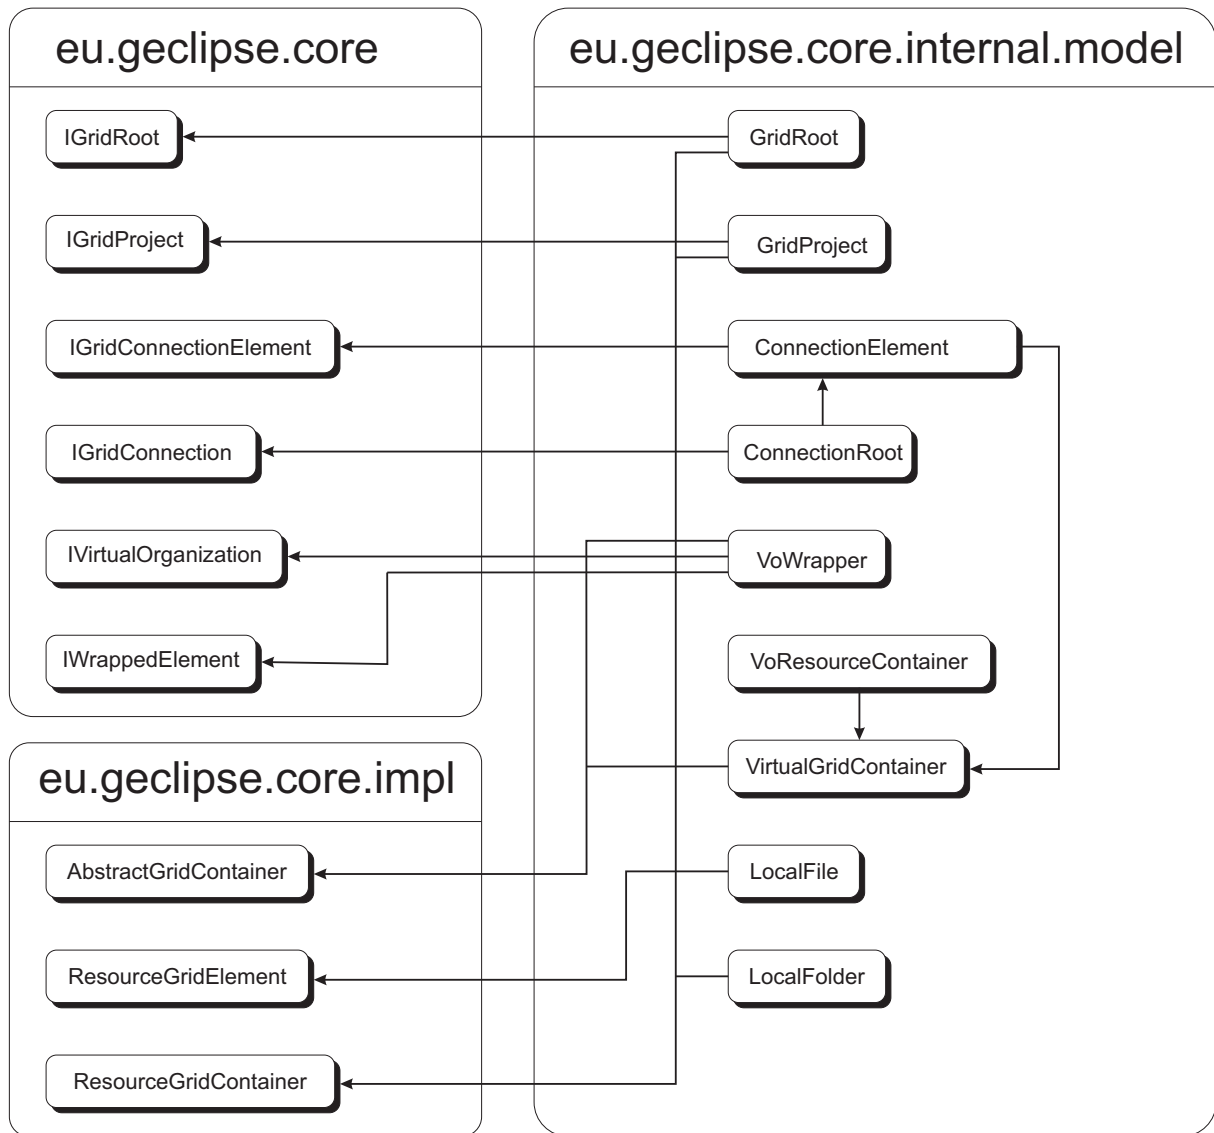 eu.geclipse.core
IGridRoot
IGridProject
IGridConnectionElement
IGridConnection
IVirtualOrganization
IWrappedElement
eu.geclipse.core.impl
AbstractGridContainer
ResourceGridElement
ResourceGridContainer
eu.geclipse.core.internal.model
GridRoot
GridProject
ConnectionElement
ConnectionRoot
VoWrapper
VoResourceContainer
VirtualGridContainer
LocalFile
LocalFolder